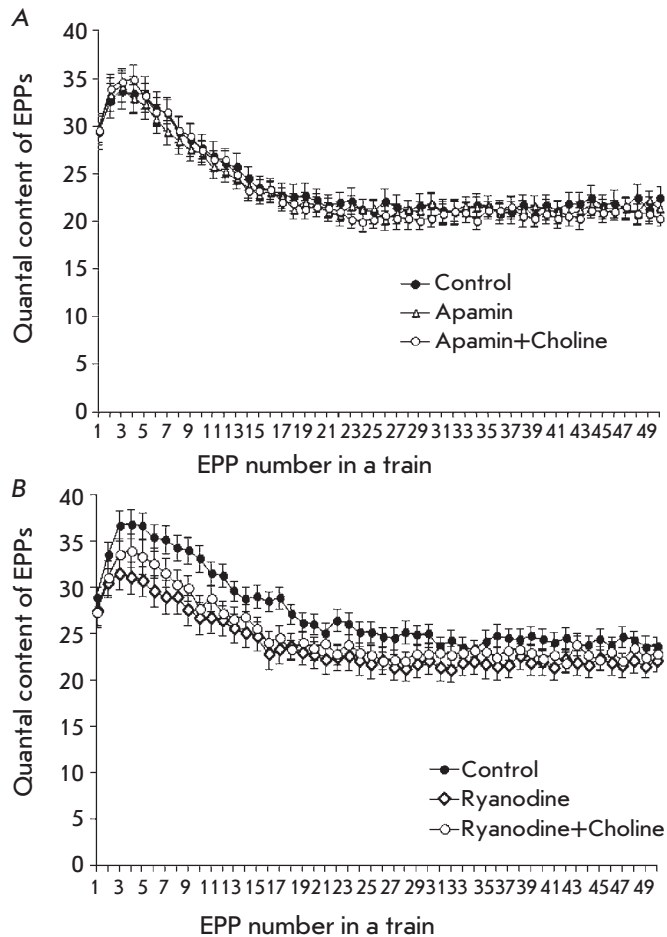 A
Quantal content of EPPs
40
35
30
25
20
15
10
5
0
Control
Apamin
Apamin+Choline
1 3 5 7 9 11 13 15 17 19 21 23 25 27 29 31 33 35 37 39 41 43 45 47 49
EPP number in a train
B
Quantal content of EPPs
40
35
30
25
20
15
10
5
0
Control
Ryanodine
Ryanodine+Choline
1 3 5 7 9 11 13 15 17 19 21 23 25 27 29 31 33 35 37 39 41 43 45 47 49
EPP number in a train